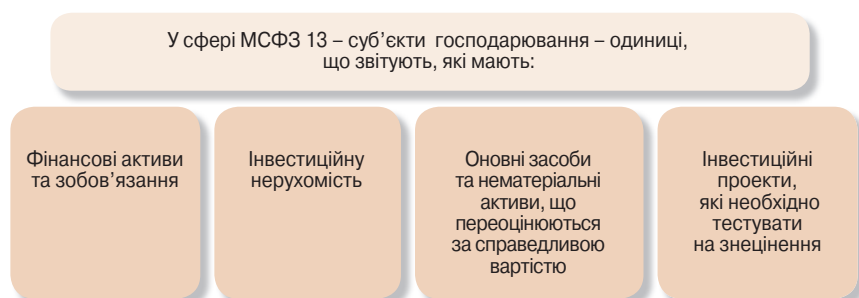 У сфері МСФЗ 13 – суб’єкти господарювання – одиниці,
що звітують, які мають:
Фінансові активи
та зобов’язання
Інвестиційну
нерухомість
Оновні засоби
та нематеріальні
активи, що
переоцінюються
за справедливою
вартістю
Інвестиційні
проекти,
які необхідно
тестувати
на знецінення